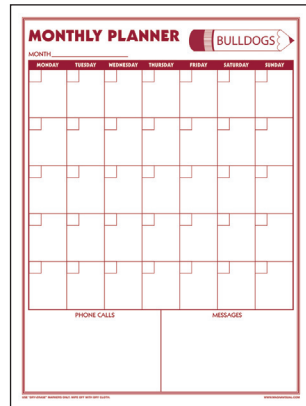 MONTHLY PLANNER
BULLDOGS
MONTH
MONDAY TUESDAY WEDNESDAY THURSDAY FRIDAY SATURDAY SUNDAY
PHONE CALLS MESSAGES